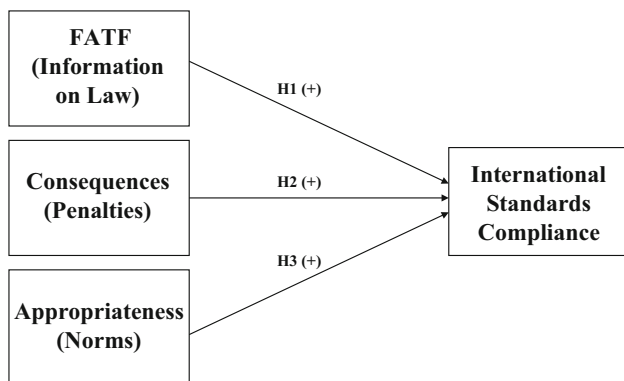 FATF
(Information
on Law)
H1 (+)
Consequences
(Penalties)
H2 (+)
International
Standards
Compliance
H3 (+)
Appropriateness
(Norms)